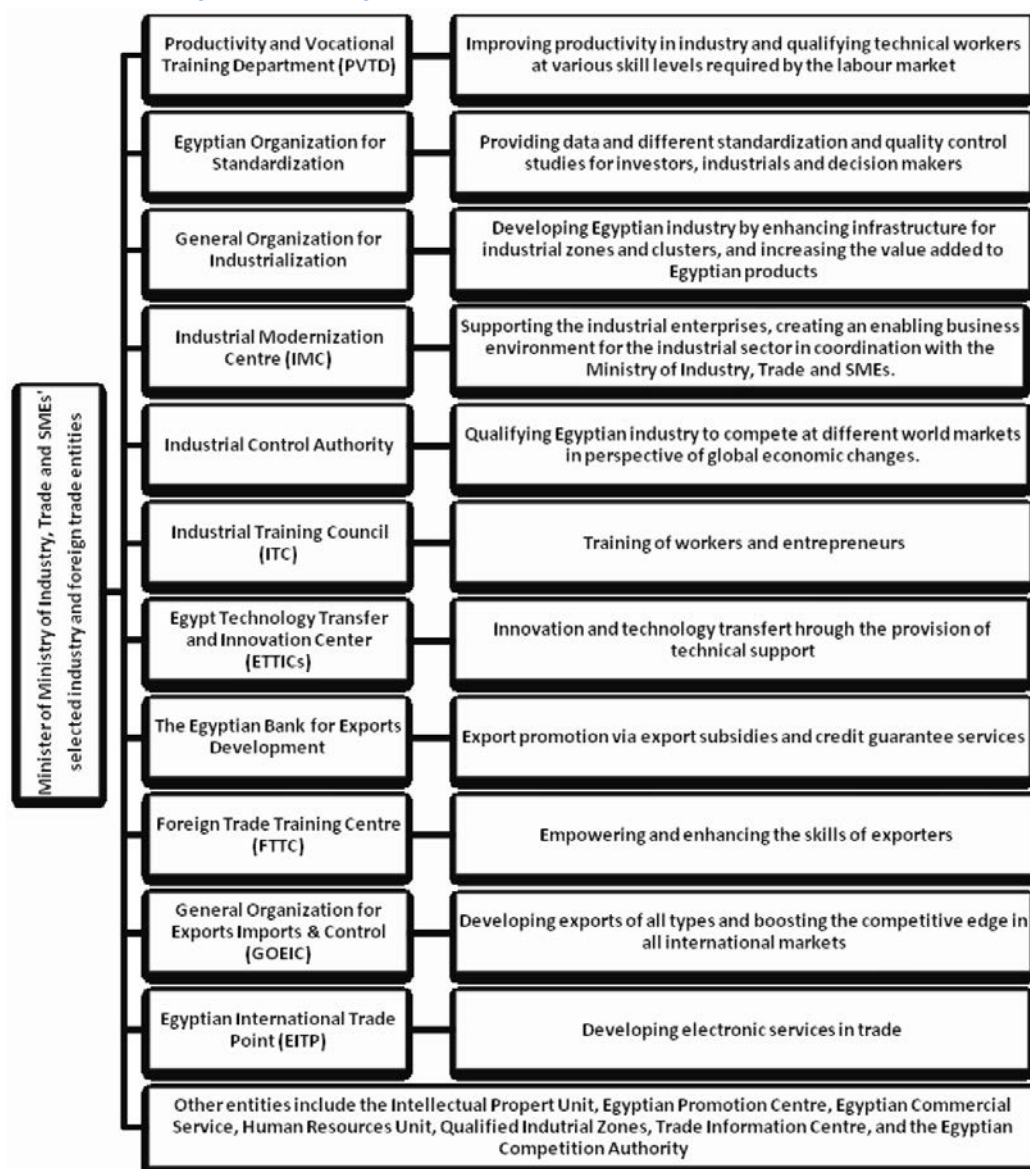 Minister of Ministry of Industry, Trade and SMEs'
selected industry and foreign trade entities
Productivity and Vocational
Training Department (PVTD)
Improving productivity in industry and qualifying technical workers
at various skill levels required by the labour market
Egyptian Organization for
Standardization
Providing data and different standardization and quality control
studies for investors, industrials and decision makers
General Organization for
Industrialization
Developing Egyptian industry by enhancing infrastructure for
industrial zones and clusters, and increasing the value added to
Egyptian products
Industrial Modernization
Centre (IMC)
Supporting the industrial enterprises, creating an enabling business
environment for the industrial sector in coordination with the
Ministry of Industry, Trade and SMEs.
Industrial Control Authority
Qualifying Egyptian industry to compete at different world markets
in perspective of global economic changes.
Industrial Training Council
(ITC)
Training of workers and entrepreneurs
Egypt Technology Transfer
and Innovation Center
(ETTICs)
Innovation and technology transfert hrough the provision of
technical support
The Egyptian Bank for Exports
Development
Export promotion via export subsidies and credit guarantee services
Foreign Trade Training Centre
(FTTC)
Empowering and enhancing the skills of exporters
General Organization for
Exports Imports & Control
(GOEIC)
Developing exports of all types and boosting the competitive edge in
all international markets
Egyptian International Trade
Point (EITP)
Developing electronic services in trade
Other entities include the Intellectual Propert Unit, Egyptian Promotion Centre, Egyptian Commercial
Service, Human Resources Unit, Qualified Indutrial Zones, Trade Information Centre, and the Egyptian
Competition Authority